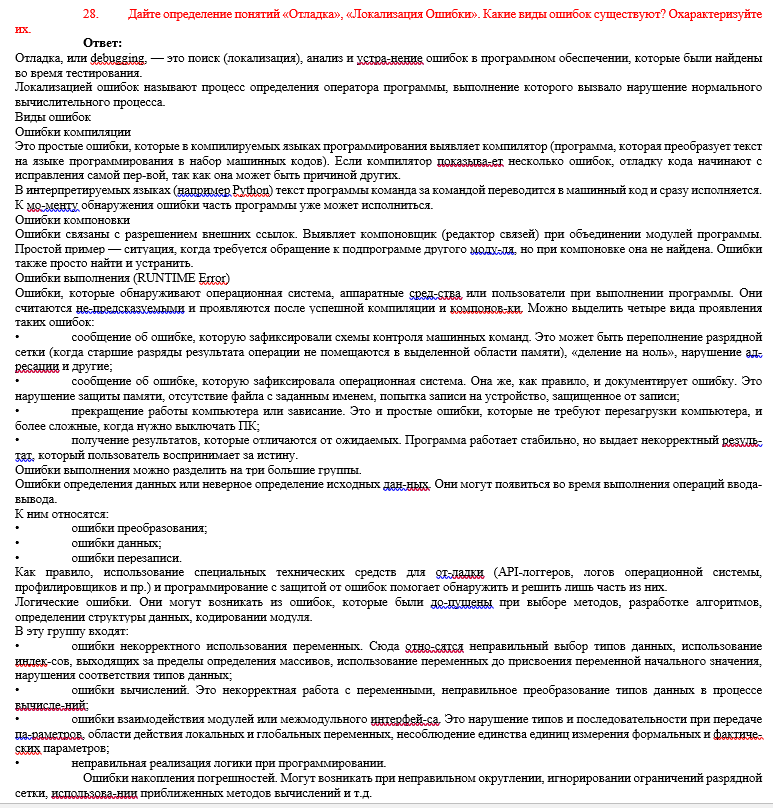 28. Дайте определение понятий «Отладка», «Локализация Ошибки». Какие виды ошибок существуют? Охарактеризуйте
их.
Ответ:
Отладка, или debugging, — это поиск (локализация), анализ и устра-нение ошибок в программном обеспечении, которые были найдены
во время тестирования.
Локализацией ошибок называют процесс определения оператора программы, выполнение которого вызвало нарушение нормального
вычислительного процесса.
Виды ошибок
Ошибки компиляции
Это простые ошибки, которые в компилируемых языках программирования выявляет компилятор (программа, которая преобразует текст
на языке программирования в набор машинных кодов). Если компилятор показыва-ет несколько ошибок, отладку кода начинают с
исправления самой пер-вой, так как она может быть причиной других.
В интерпретируемых языках (например Python) текст программы команда за командой переводится в машинный код и сразу исполняется.
К мо-менту обнаружения ошибки часть программы уже может исполниться.
Ошибки компоновки
Ошибки связаны с разрешением внешних ссылок. Выявляет компоновщик (редактор связей) при объединении модулей программы.
Простой пример — ситуация, когда требуется обращение к подпрограмме другого моду-ля, но при компоновке она не найдена. Ошибки
также просто найти и устранить.
Ошибки выполнения (RUNTIME Error)
Ошибки, которые обнаруживают операционная система, аппаратные сред-ства или пользователи при выполнении программы. Они
считаются не-предсказуемыми и проявляются после успешной компиляции и компонов-ки. Можно выделить четыре вида проявления
таких ошибок:
• сообщение об ошибке, которую зафиксировали схемы контроля машинных команд. Это может быть переполнение разрядной
сетки (когда старшие разряды результата операции не помещаются в выделенной области памяти), «деление на ноль», нарушение ад-
ресации и другие;
• сообщение об ошибке, которую зафиксировала операционная система. Она же, как правило, и документирует ошибку. Это
нарушение защиты памяти, отсутствие файла с заданным именем, попытка записи на устройство, защищенное от записи;
• прекращение работы компьютера или зависание. Это и простые ошибки, которые не требуют перезагрузки компьютера, и
более сложные, когда нужно выключать ПК;
• получение результатов, которые отличаются от ожидаемых. Программа работает стабильно, но выдает некорректный резуль-
тат, который пользователь воспринимает за истину.
Ошибки выполнения можно разделить на три большие группы.
Ошибки определения данных или неверное определение исходных дан-ных. Они могут появиться во время выполнения операций ввода-
вывода.
К ним относятся:
• ошибки преобразования;
• ошибки данных;
• ошибки перезаписи.
Как правило, использование специальных технических средств для от-ладки (API-логгеров, логов операционной системы,
профилировщиков и пр.) и программирование с защитой от ошибок помогает обнаружить и решить лишь часть из них.
Логические ошибки. Они могут возникать из ошибок, которые были до-пущены при выборе методов, разработке алгоритмов,
определении структуры данных, кодировании модуля.
В эту группу входят:
• ошибки некорректного использования переменных. Сюда отно-сятся неправильный выбор типов данных, использование
индек-сов, выходящих за пределы определения массивов, использование переменных до присвоения переменной начального значения,
нарушения соответствия типов данных;
• ошибки вычислений. Это некорректная работа с переменными, неправильное преобразование типов данных в процессе
вычисле-ний;
• ошибки взаимодействия модулей или межмодульного интерфей-са. Это нарушение типов и последовательности при передаче
па-раметров, области действия локальных и глобальных переменных, несоблюдение единства единиц измерения формальных и фактиче-
ских параметров;
• неправильная реализация логики при программировании.
Ошибки накопления погрешностей. Могут возникать при неправильном округлении, игнорировании ограничений разрядной
сетки, использова-нии приближенных методов вычислений и т.д.